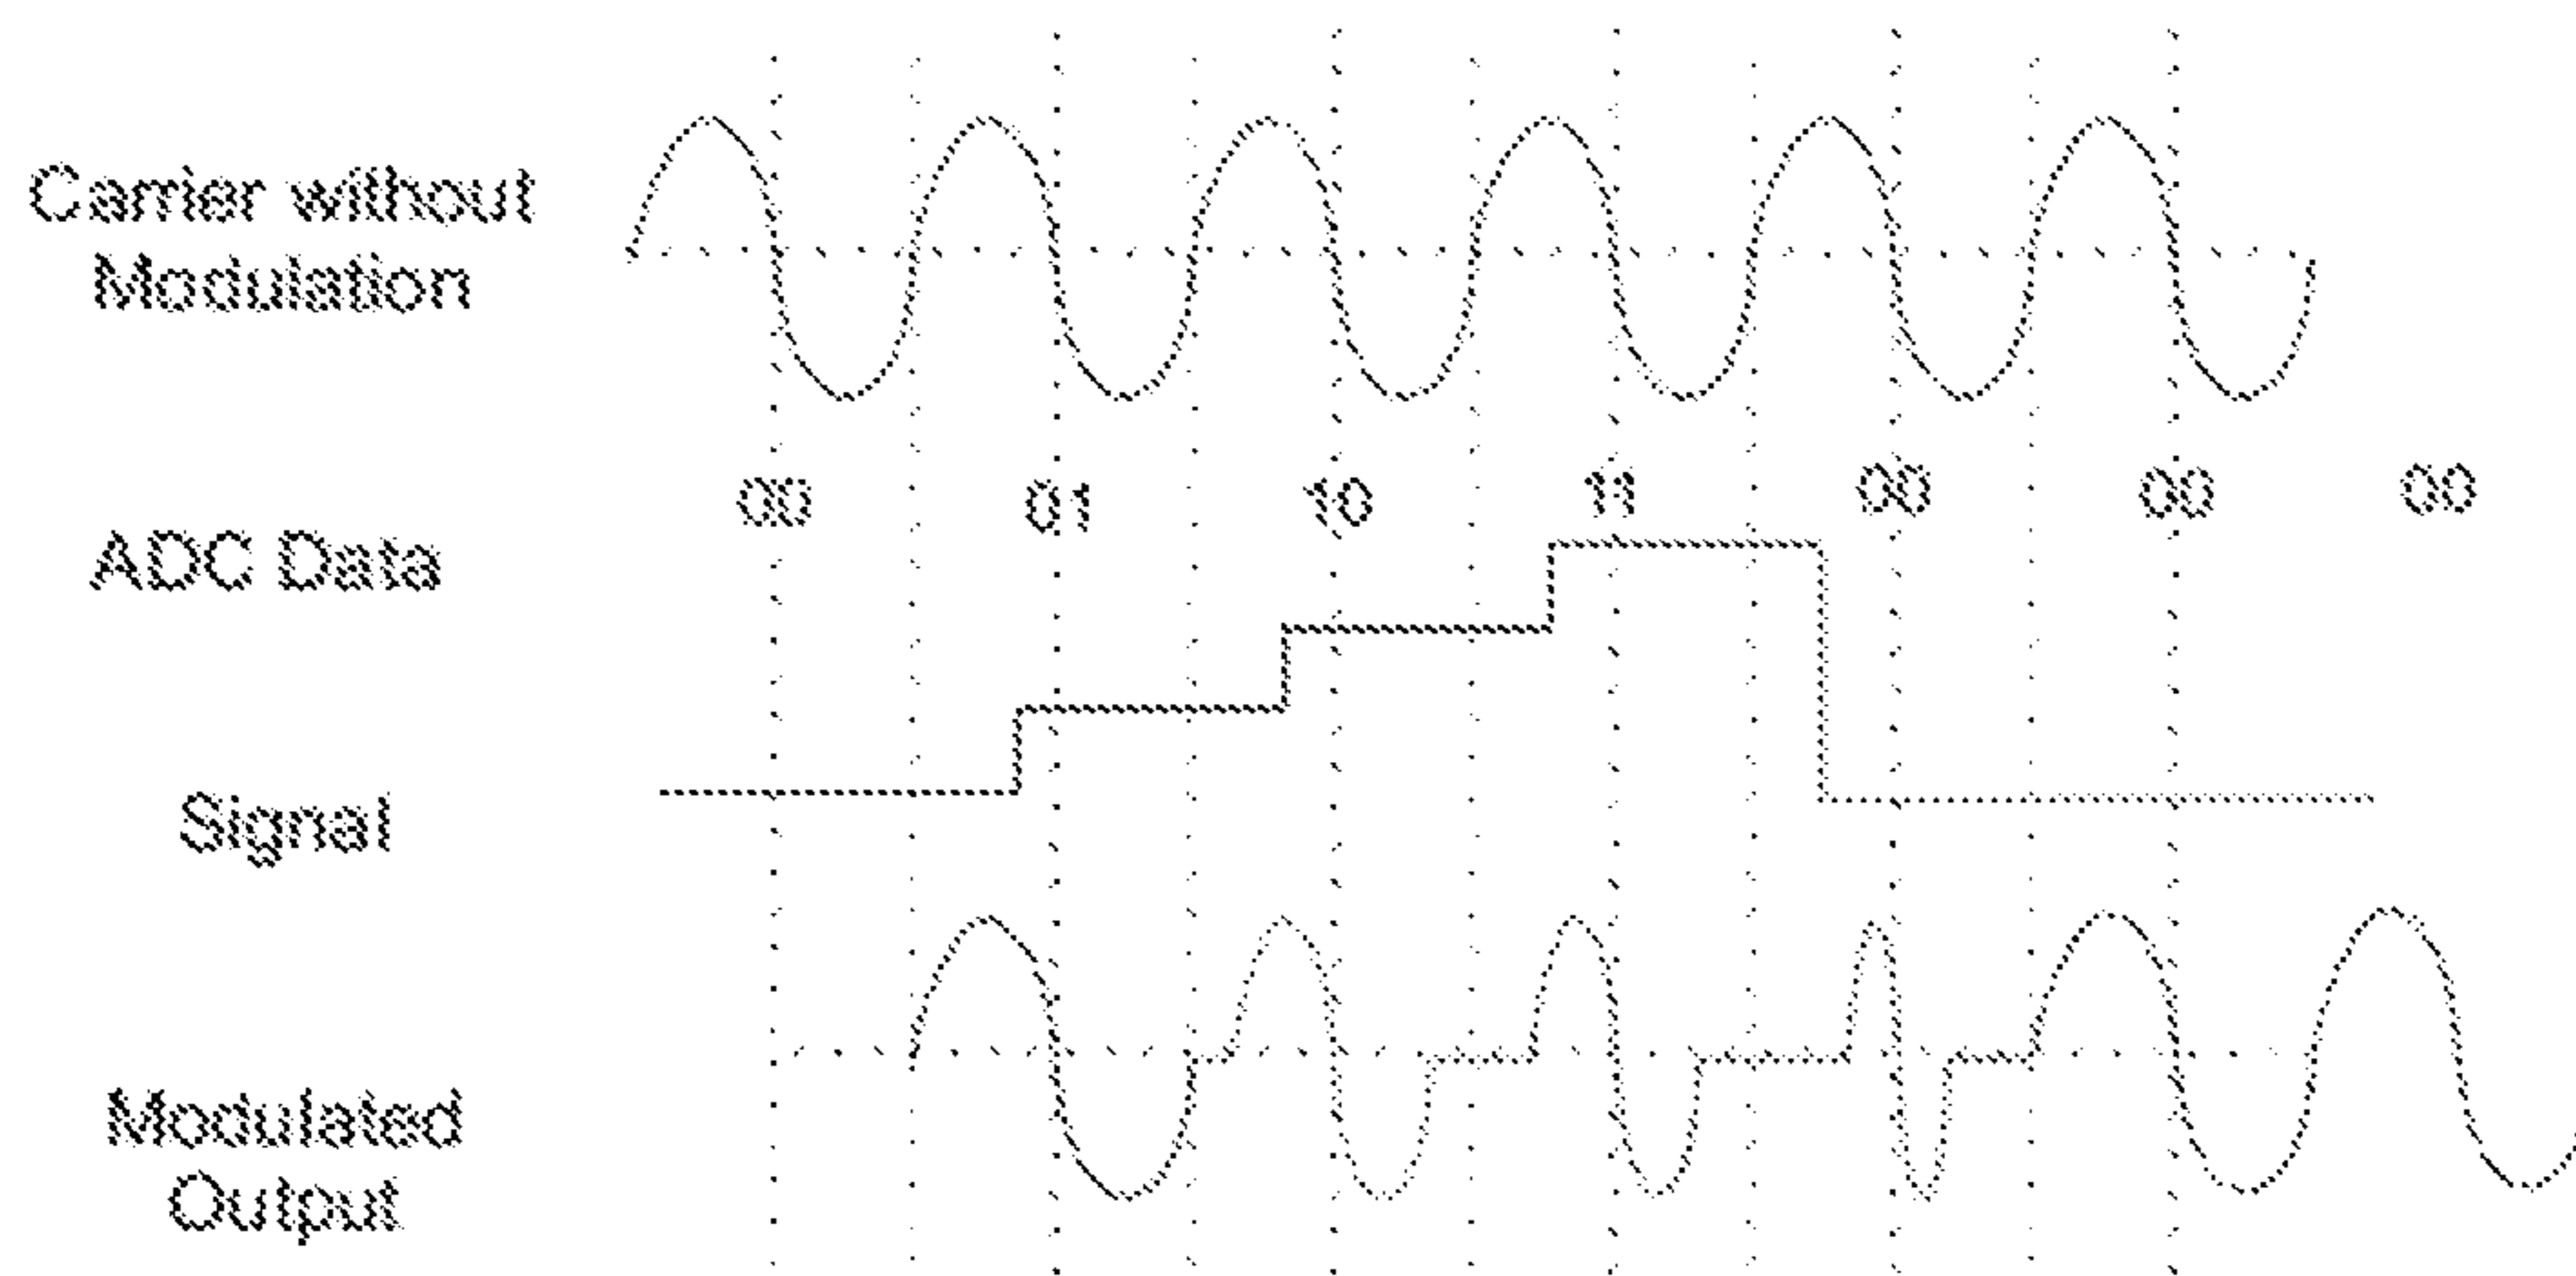 Carrier without
Modulation
00 01 10 11 00 00 00
ADC Data
Signal
Modulated
Output